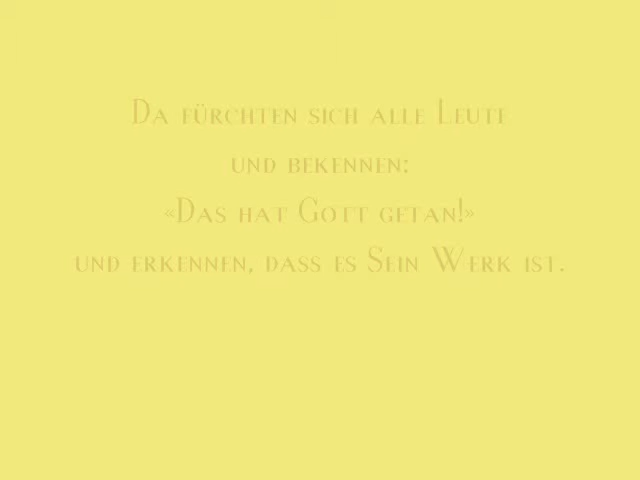 Da fürchten sich alle Leute
und bekennen:
«Das hat Gott getan!»
und erkennen, dass es Sein Werk ist.